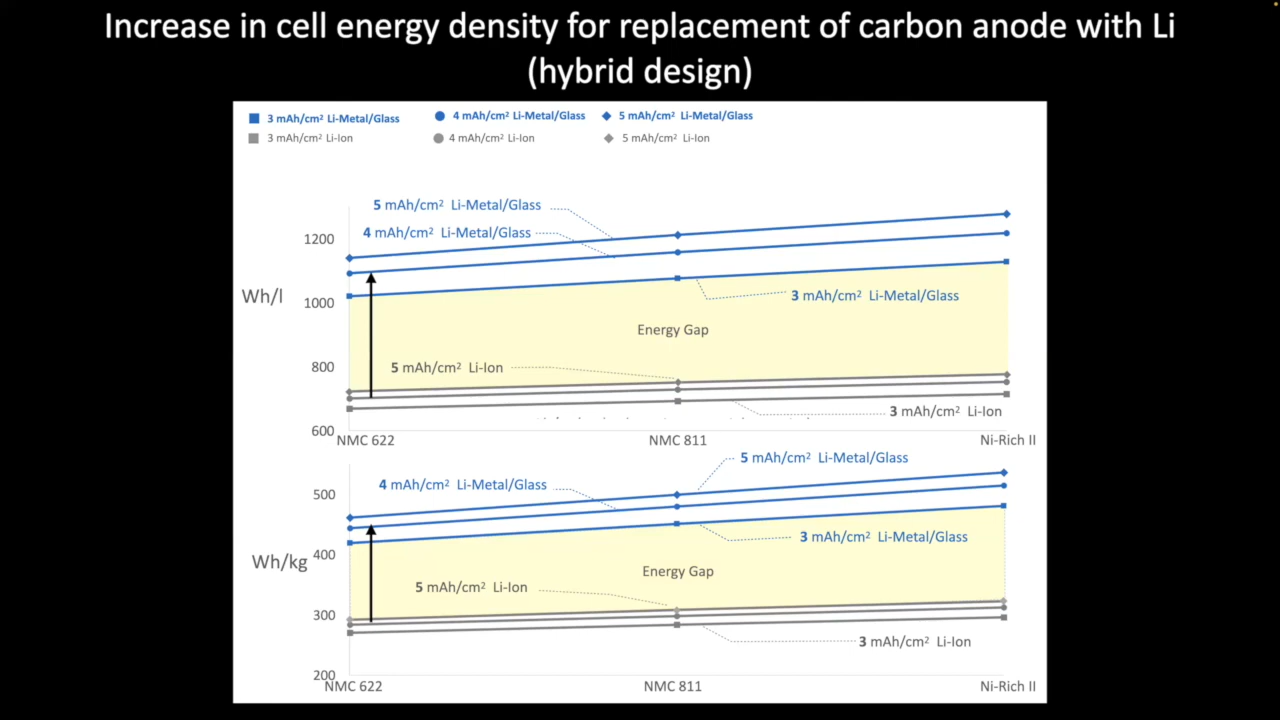 Increase in cell energy density for replacement of carbon anode with Li
(hybrid design)
3 mAh/cm² Li-Metal/Glass
4 mAh/cm² Li-Metal/Glass
5 mAh/cm² Li-Metal/Glass
3 mAh/cm² Li-Ion
4 mAh/cm² Li-Ion
5 mAh/cm² Li-Ion
5 mAh/cm² Li-Metal/Glass
4 mAh/cm² Li-Metal/Glass
1200
Wh/l
1000
3 mAh/cm² Li-Metal/Glass
Energy Gap
800
5 mAh/cm² Li-Ion
3 mAh/cm² Li-Ion
600
NMC 622
NMC 811
Ni-Rich II
5 mAh/cm² Li-Metal/Glass
4 mAh/cm² Li-Metal/Glass
500
3 mAh/cm² Li-Metal/Glass
400
Wh/kg
Energy Gap
5 mAh/cm² Li-Ion
300
3 mAh/cm² Li-Ion
200
NMC 622
NMC 811
Ni-Rich II